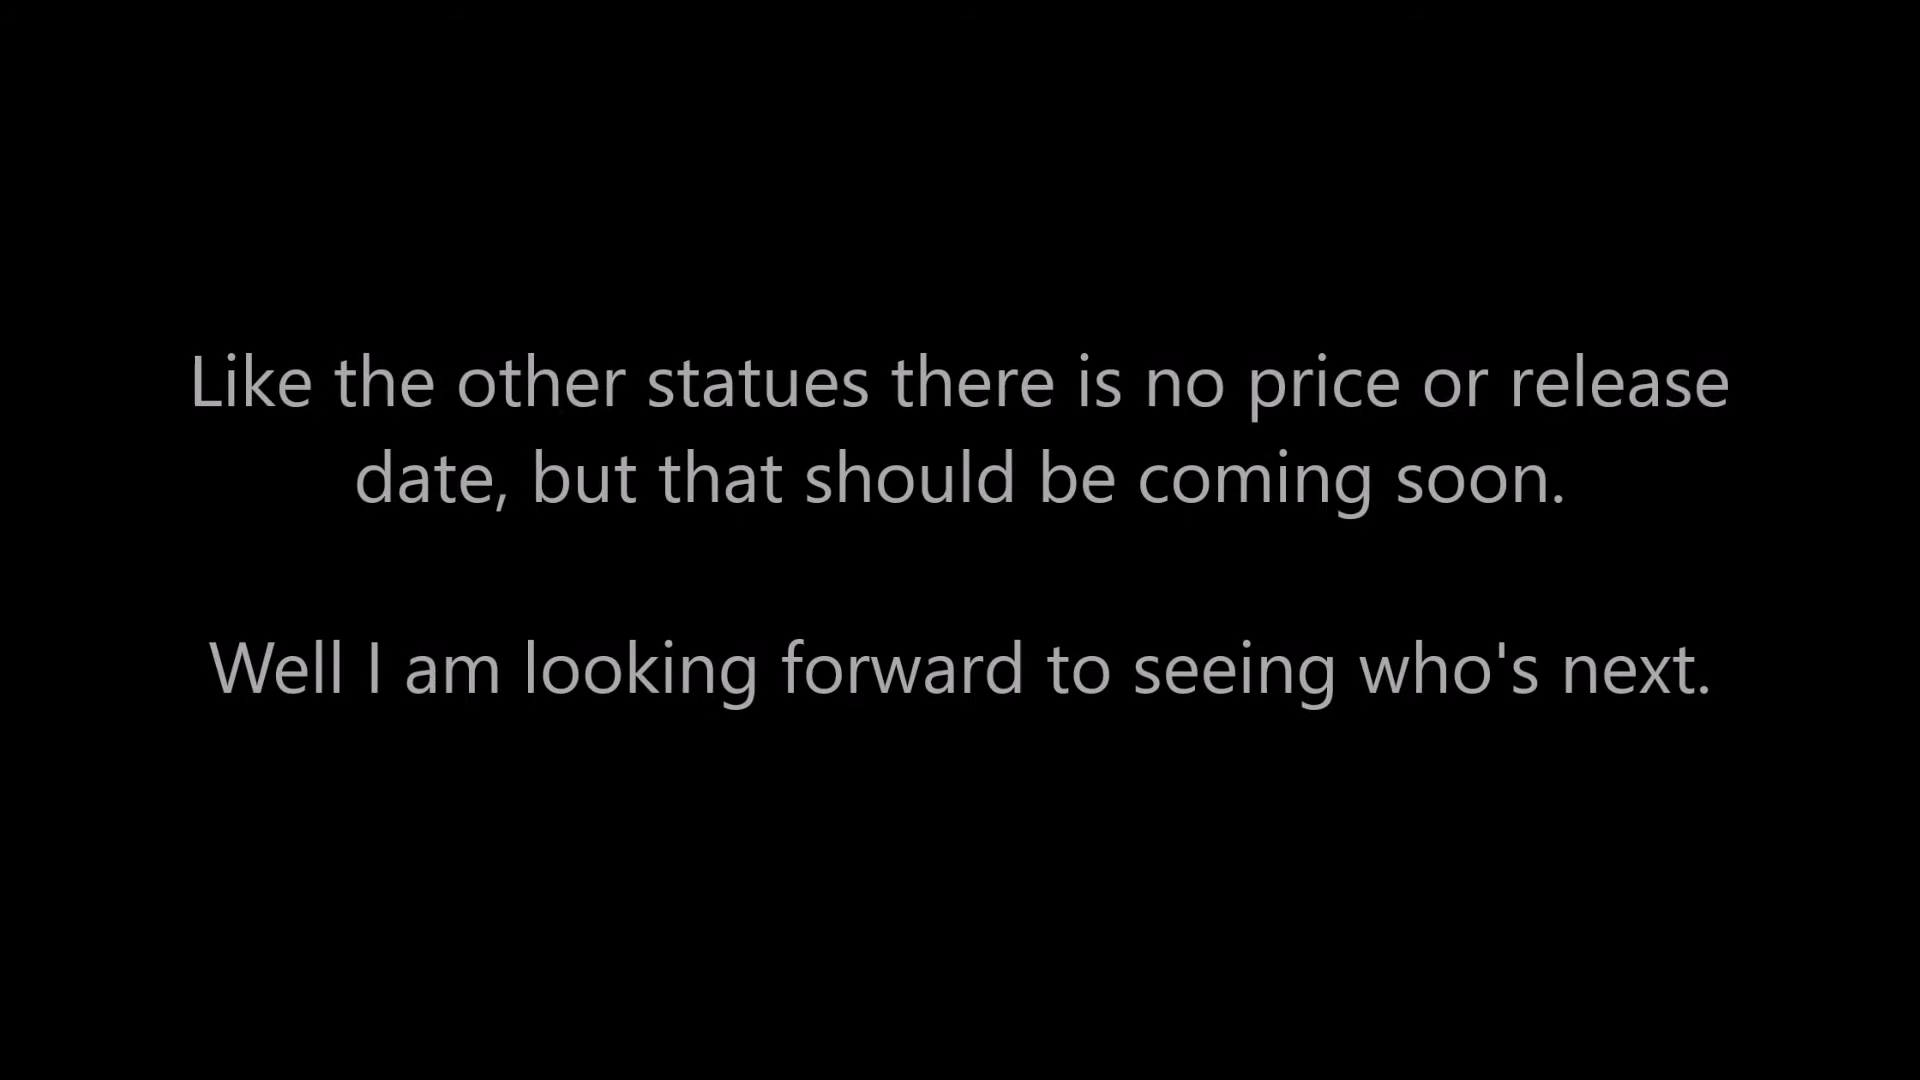 Like the other statues there is no price or release
date, but that should be coming soon.
Well I am looking forward to seeing who's next.